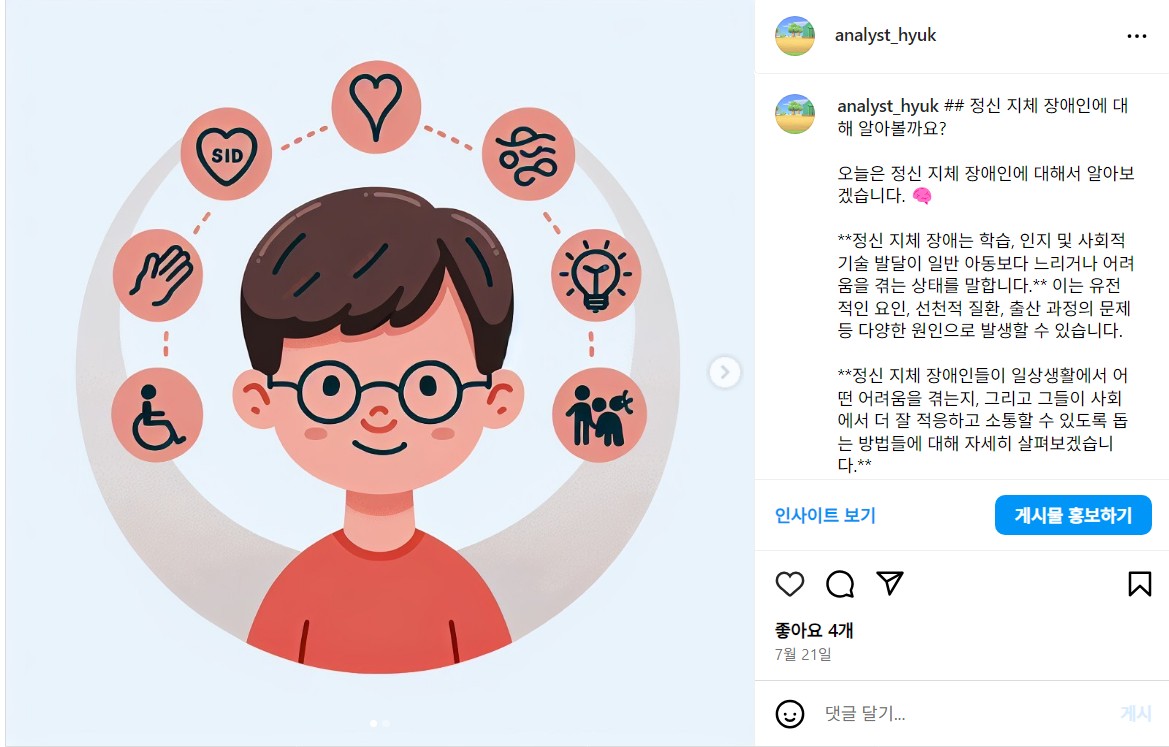 SID
analyst_hyuk
analyst_hyuk ## 정신 지체 장애인에 대
해 알아볼까요?
오늘은 정신 지체 장애인에 대해서 알아보
겠습니다. 🧠
**정신 지체 장애는 학습, 인지 및 사회적
기술 발달이 일반 아동보다 느리거나 어려
움을 겪는 상태를 말합니다.** 이는 유전
적인 요인, 선천적 질환, 출산 과정의 문제
등 다양한 원인으로 발생할 수 있습니다.
**정신 지체 장애인들이 일상생활에서 어
떤 어려움을 겪는지, 그리고 그들이 사회
에서 더 잘 적응하고 소통할 수 있도록 돕
는 방법들에 대해 자세히 살펴보겠습니
다.**
인사이트 보기
게시물 홍보하기
좋아요 4개
7월 21일
댓글 달기...
게시